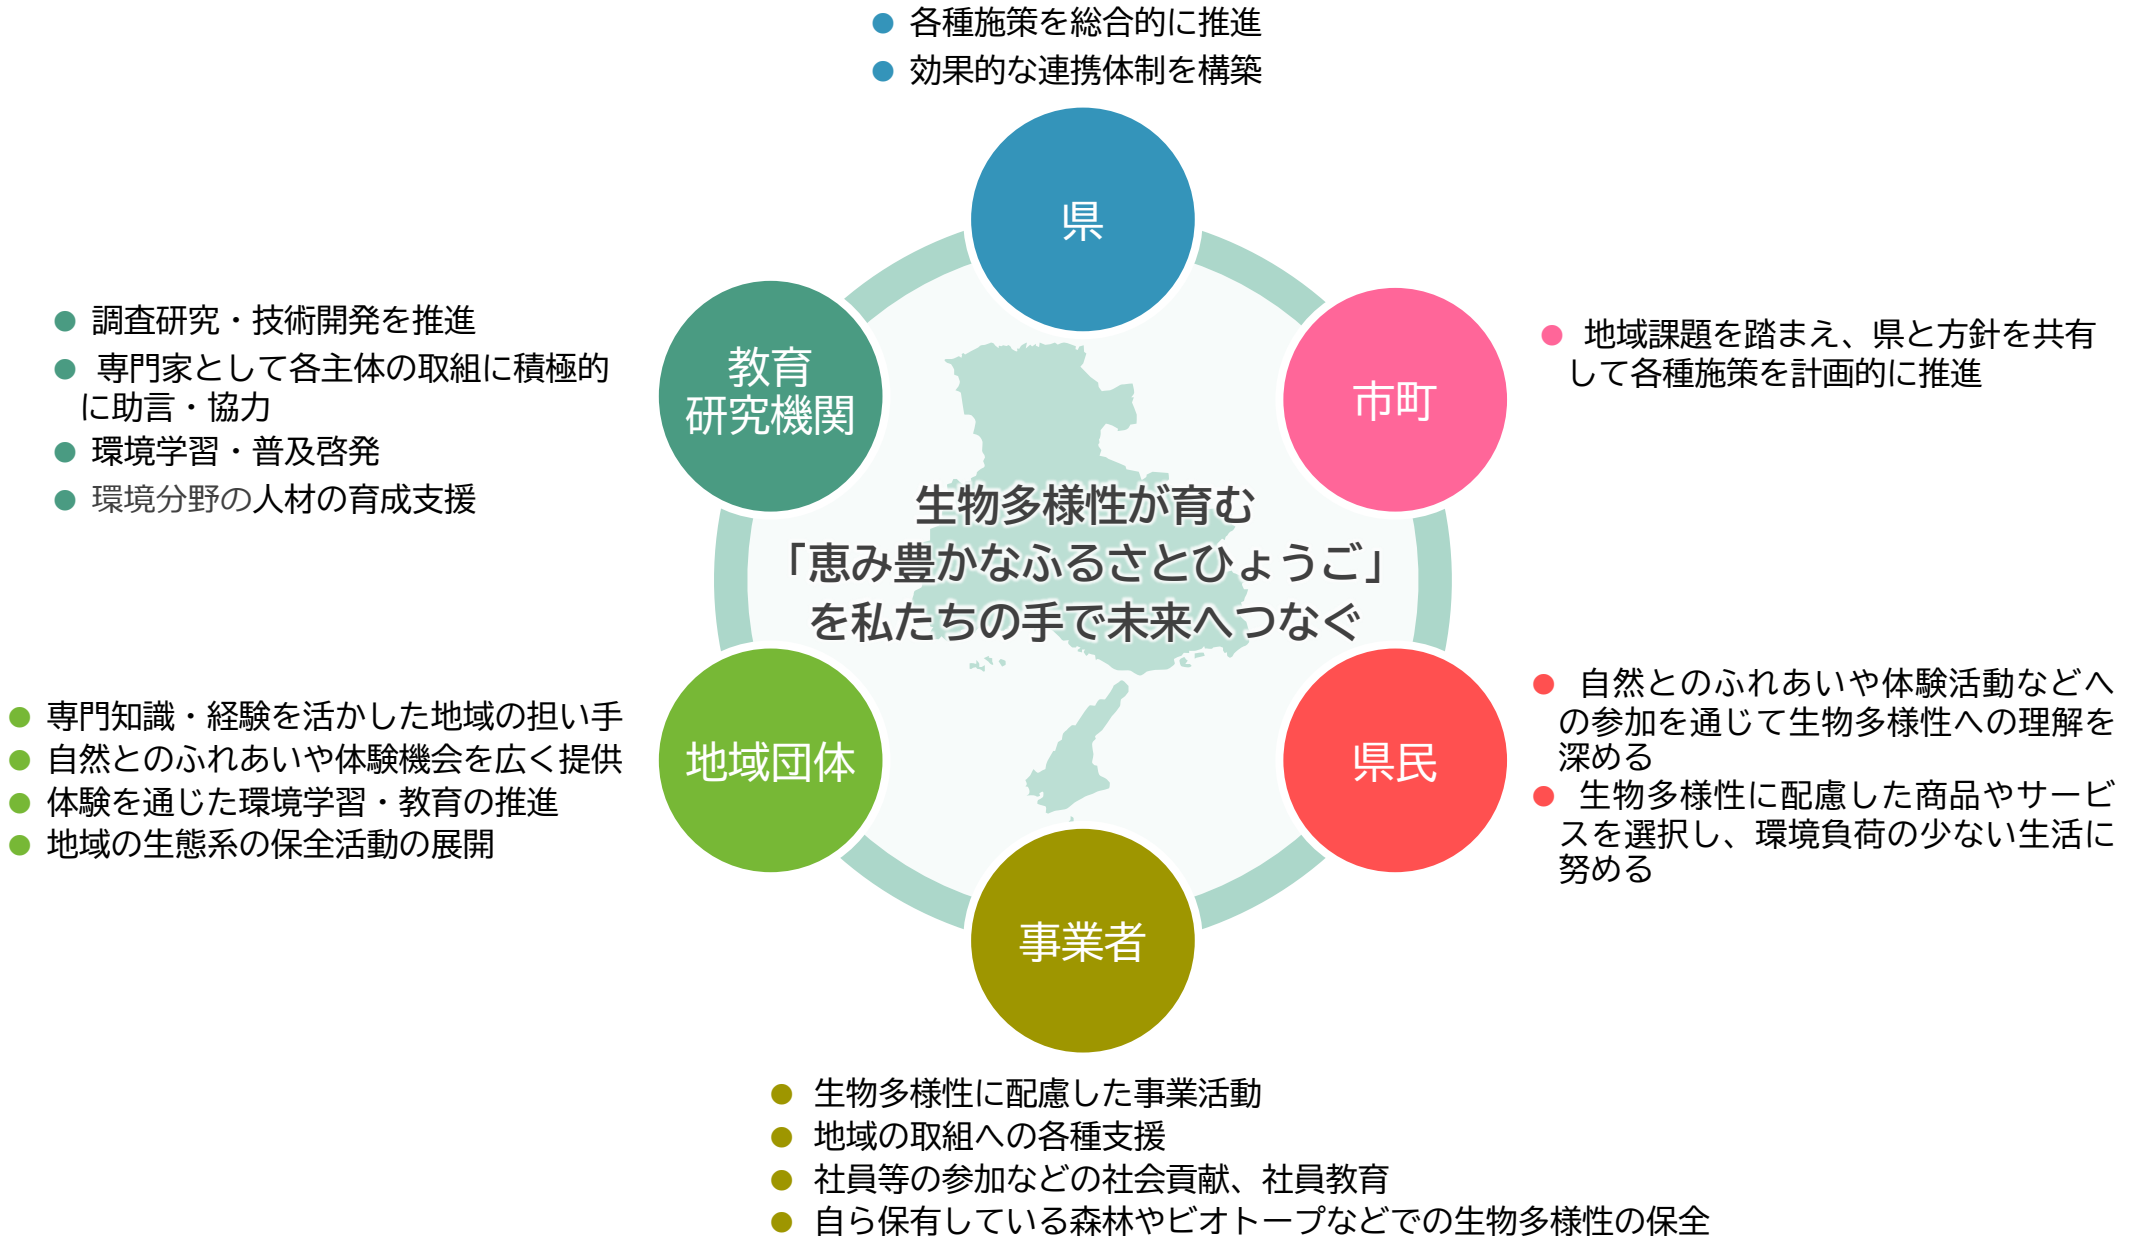 ● 各種施策を総合的に推進
● 効果的な連携体制を構築
県
● 調査研究・技術開発を推進
● 専門家として各主体の取組に積極的
に助言・協力
● 環境学習・普及啓発
● 環境分野の人材の育成支援
教育
研究機関
市町
● 地域課題を踏まえ、県と方針を共有
して各種施策を計画的に推進
生物多様性が育む
「恵み豊かなふるさとひょうご」
を私たちの手で未来へつなぐ
● 専門知識・経験を活かした地域の担い手
● 自然とのふれあいや体験機会を広く提供
● 体験を通じた環境学習・教育の推進
● 地域の生態系の保全活動の展開
地域団体
県民
● 自然とのふれあいや体験活動などへ
の参加を通じて生物多様性への理解を
深める
● 生物多様性に配慮した商品やサービ
スを選択し、環境負荷の少ない生活に
努める
事業者
● 生物多様性に配慮した事業活動
● 地域の取組への各種支援
● 社員等の参加などの社会貢献、社員教育
● 自ら保有している森林やビオトープなどでの生物多様性の保全